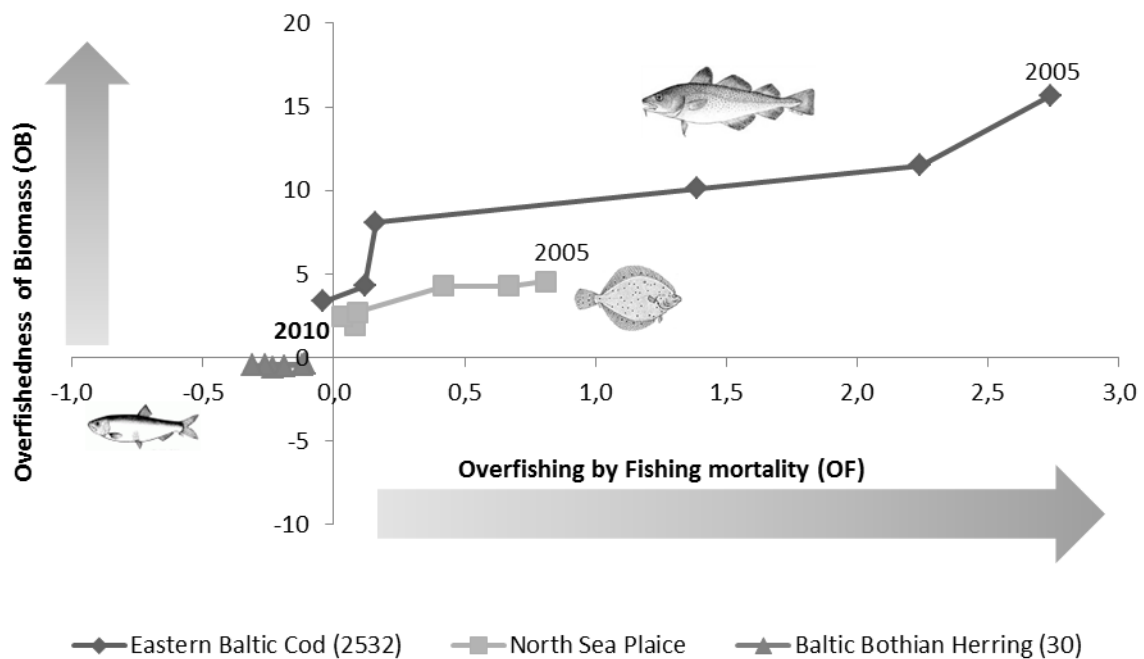 20
15
10
5
0
-5
-10
2005
2005
2010
-1,0 -0,5 0,0 0,5 1,0 1,5 2,0 2,5 3,0
Overfishedness of Biomass (OB)
Overfishing by Fishing mortality (OF)
Eastern Baltic Cod (2532) North Sea Plaice Baltic Bothian Herring (30)